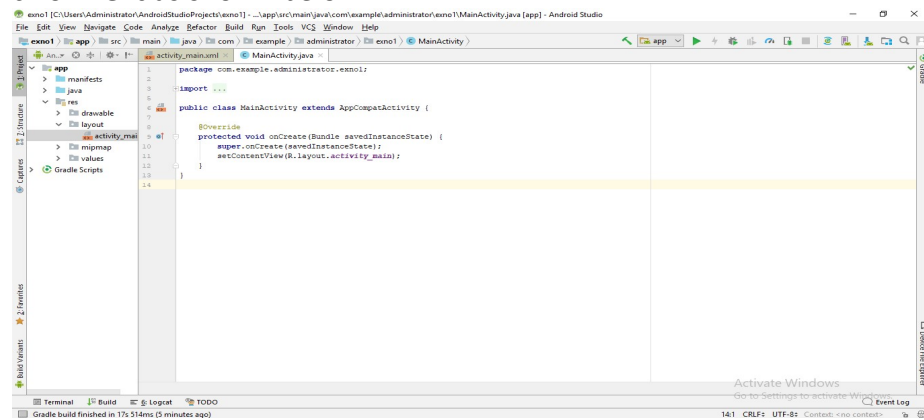 exno1 [C:\Users\Administrator\AndroidStudioProjects\exno1] - ...\app\src\main\java\com\example\administrator\exno1\MainActivity.java [app] - Android Studio
File Edit View Navigate Code Analyze Refactor Build Run Tools VCS Window Help
exno1 app src main java com example administrator exno1 MainActivity
app
1: Project
An..
activity_main.xml
MainActivity.java
Gradle
app
manifests
java
res
drawable
layout
activity_mai
mipmap
values
Gradle Scripts
2: Structure
Captures
2: Favorites
Build Variants
1 package com.example.administrator.exno1;
2
3 import ...
5
6 public class MainActivity extends AppCompatActivity {
7
8 @Override
9 protected void onCreate(Bundle savedInstanceState) {
10 super.onCreate(savedInstanceState);
11 setContentView(R.layout.activity_main);
12 }
13 }
14
Device File Explorer
Activate Windows
Go to Settings to activate Windows.
Terminal Build 6: Logcat TODO
Event Log
Gradle build finished in 17s 514ms (5 minutes ago)
14:1 CRLF UTF-8 Context: <no context>